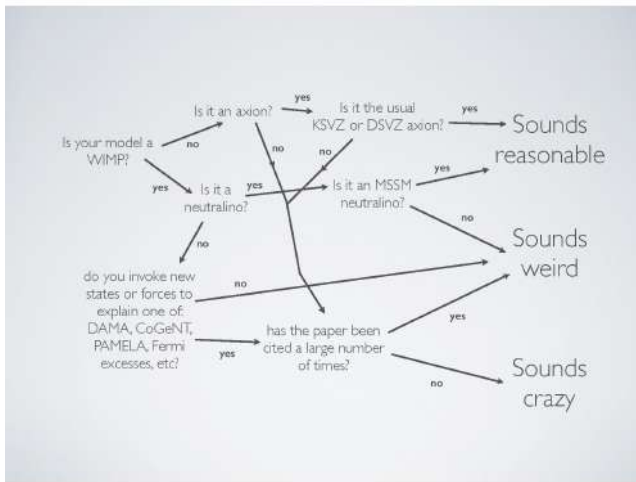 Is it an axion?
yes
Is it the usual
KSVZ or DSVZ axion?
yes
Sounds
reasonable
Is your model a
WIMP?
no
no
no
yes
Is it a
neutralino?
yes
Is it an MSSM
neutralino?
yes
no
no
Sounds
weird
do you invoke new
states or forces to
explain one of:
DAMA, CoGeNT,
PAMELA, Fermi
excesses, etc?
no
yes
has the paper been
cited a large number
of times?
yes
no
Sounds
crazy